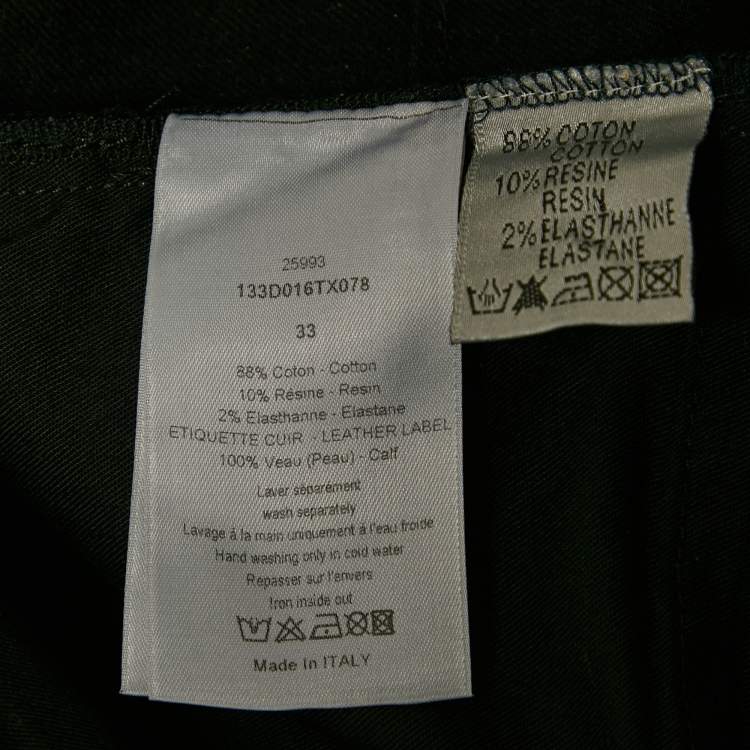 25993
133D016TX078
33
88% Coton - Cotton
10% Résine - Resin
2% Elasthanne - Elastane
ETIQUETTE CUIR - LEATHER LABEL
100% Veau (Peau) - Calf
Laver séparément
wash separately
Lavage à la main uniquement à l'eau froide
Hand washing only in cold water
Repasser sur l'envers
Iron inside out
Made In ITALY
88% COTON
COTTON
10% RESINE
RESIN
2% ELASTHANNE
ELASTANE